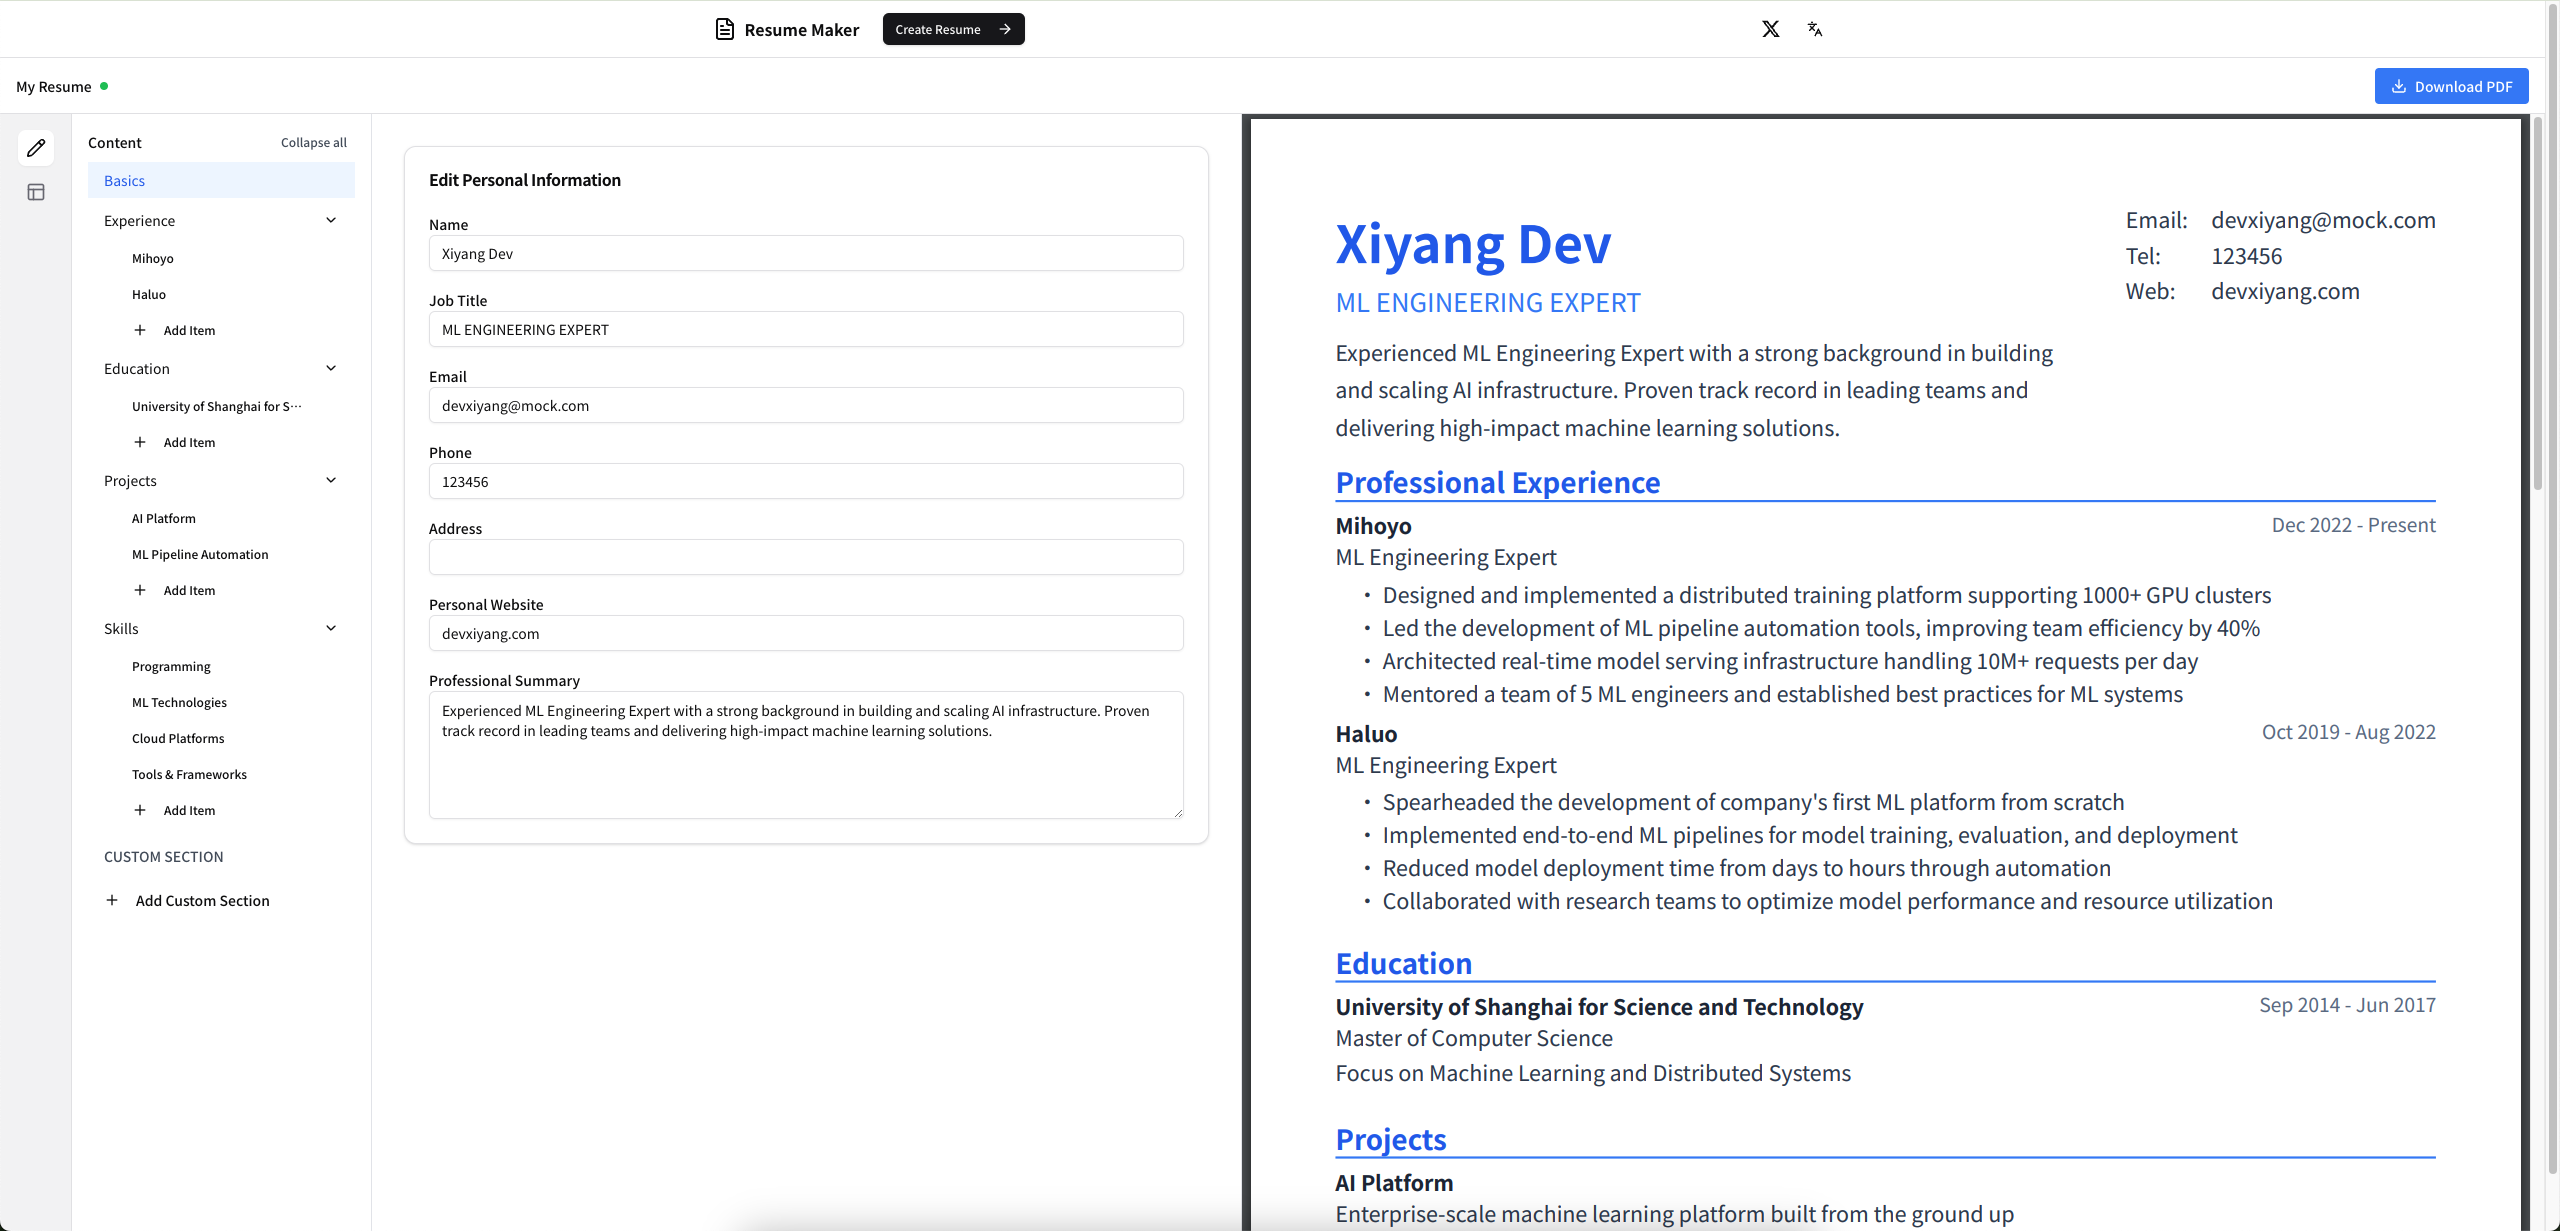 Resume Maker
Create Resume
My Resume
Download PDF
Content
Collapse all
Basics
Experience
Mihoyo
Haluo
Add Item
Education
University of Shanghai for S···
Add Item
Projects
AI Platform
ML Pipeline Automation
Add Item
Skills
Programming
ML Technologies
Cloud Platforms
Tools & Frameworks
Add Item
CUSTOM SECTION
Add Custom Section
Edit Personal Information
Name
Xiyang Dev
Job Title
ML ENGINEERING EXPERT
Email
devxiyang@mock.com
Phone
123456
Address
Personal Website
devxiyang.com
Professional Summary
Experienced ML Engineering Expert with a strong background in building and scaling AI infrastructure. Proven
track record in leading teams and delivering high-impact machine learning solutions.
Xiyang Dev
ML ENGINEERING EXPERT
Email: devxiyang@mock.com
Tel: 123456
Web: devxiyang.com
Experienced ML Engineering Expert with a strong background in building
and scaling AI infrastructure. Proven track record in leading teams and
delivering high-impact machine learning solutions.
Professional Experience
Mihoyo Dec 2022 - Present
ML Engineering Expert
• Designed and implemented a distributed training platform supporting 1000+ GPU clusters
• Led the development of ML pipeline automation tools, improving team efficiency by 40%
• Architected real-time model serving infrastructure handling 10M+ requests per day
• Mentored a team of 5 ML engineers and established best practices for ML systems
Haluo Oct 2019 - Aug 2022
ML Engineering Expert
• Spearheaded the development of company's first ML platform from scratch
• Implemented end-to-end ML pipelines for model training, evaluation, and deployment
• Reduced model deployment time from days to hours through automation
• Collaborated with research teams to optimize model performance and resource utilization
Education
University of Shanghai for Science and Technology Sep 2014 - Jun 2017
Master of Computer Science
Focus on Machine Learning and Distributed Systems
Projects
AI Platform
Enterprise-scale machine learning platform built from the ground up